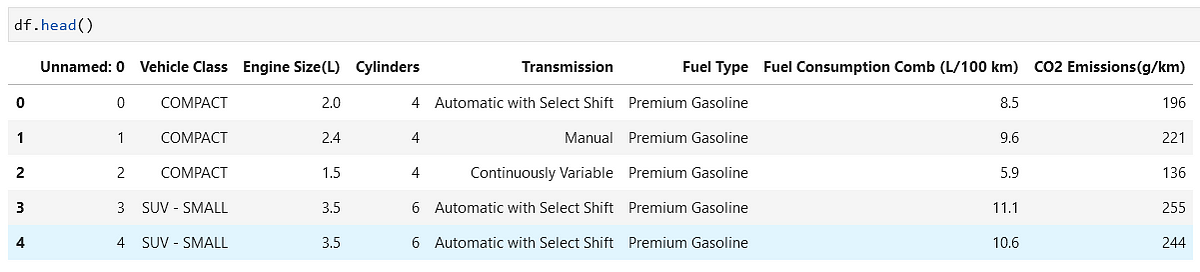 df.head()
Unnamed: 0 Vehicle Class Engine Size(L) Cylinders Transmission Fuel Type Fuel Consumption Comb (L/100 km) CO2 Emissions(g/km)
0 0 COMPACT 2.0 4 Automatic with Select Shift Premium Gasoline 8.5 196
1 1 COMPACT 2.4 4 Manual Premium Gasoline 9.6 221
2 2 COMPACT 1.5 4 Continuously Variable Premium Gasoline 5.9 136
3 3 SUV - SMALL 3.5 6 Automatic with Select Shift Premium Gasoline 11.1 255
4 4 SUV - SMALL 3.5 6 Automatic with Select Shift Premium Gasoline 10.6 244